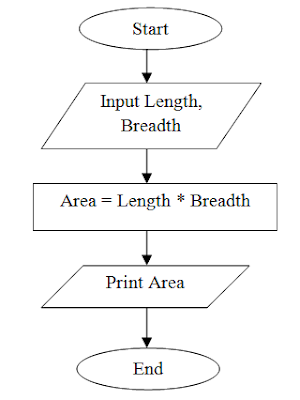 Start
Input Length,
Breadth
Area = Length * Breadth
Print Area
End